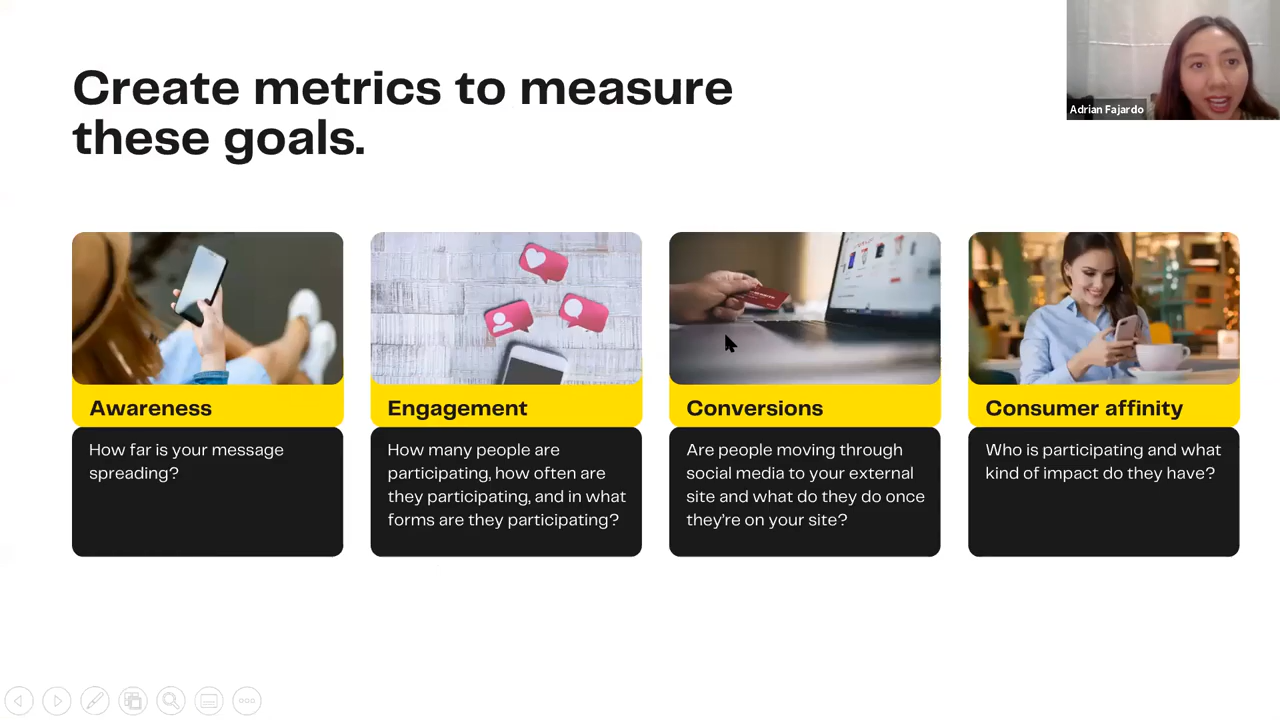 Create metrics to measure
these goals.
Adrian Fajardo
Awareness
How far is your message
spreading?
Engagement
How many people are
participating, how often are
they participating, and in what
forms are they participating?
Conversions
Are people moving through
social media to your external
site and what do they do once
they're on your site?
Consumer affinity
Who is participating and what
kind of impact do they have?